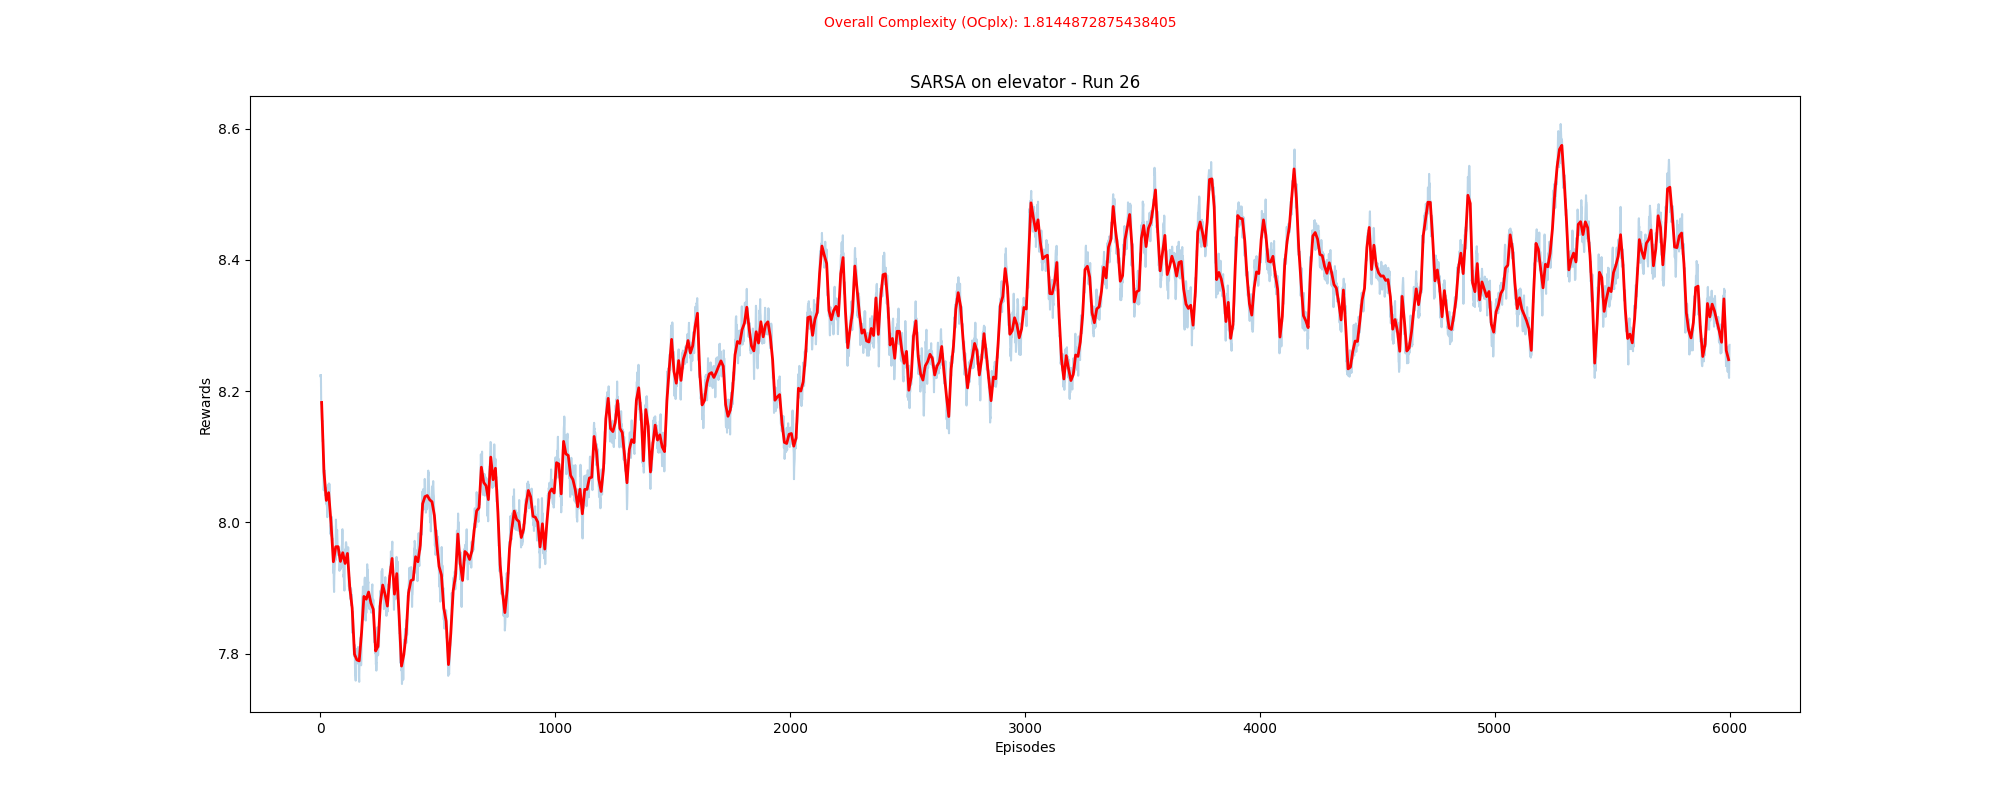 Overall Complexity (OCplx): 1.8144872875438405
SARSA on elevator - Run 26
8.6
8.4
8.2
8.0
7.8
Rewards
0 1000 2000 3000 4000 5000 6000
Episodes